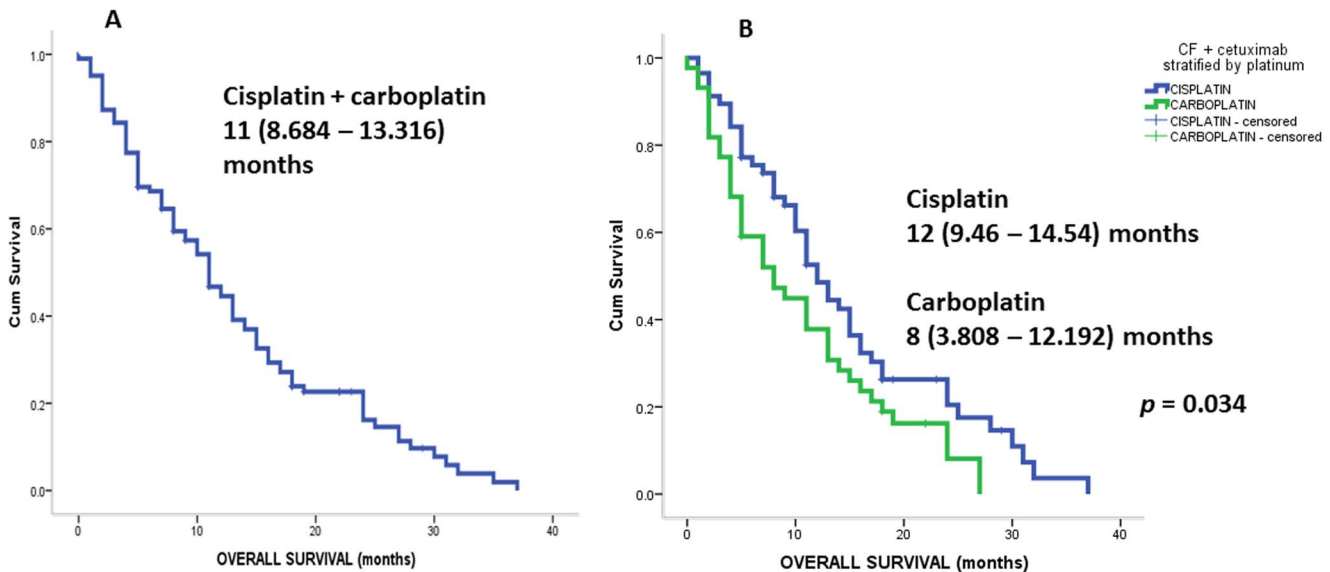 A
Cisplatin + carboplatin
11 (8.684 – 13.316)
months
Cum Survival
1.0
0.8
0.6
0.4
0.2
0.0
0
10
20
30
40
OVERALL SURVIVAL (months)
B
CF + cetuximab
stratified by platinum
CISPLATIN
CARBOPLATIN
CISPLATIN - censored
CARBOPLATIN - censored
Cisplatin
12 (9.46 – 14.54) months
Carboplatin
8 (3.808 – 12.192) months
p = 0.034
Cum Survival
1.0
0.8
0.6
0.4
0.2
0.0
0
10
20
30
40
OVERALL SURVIVAL (months)